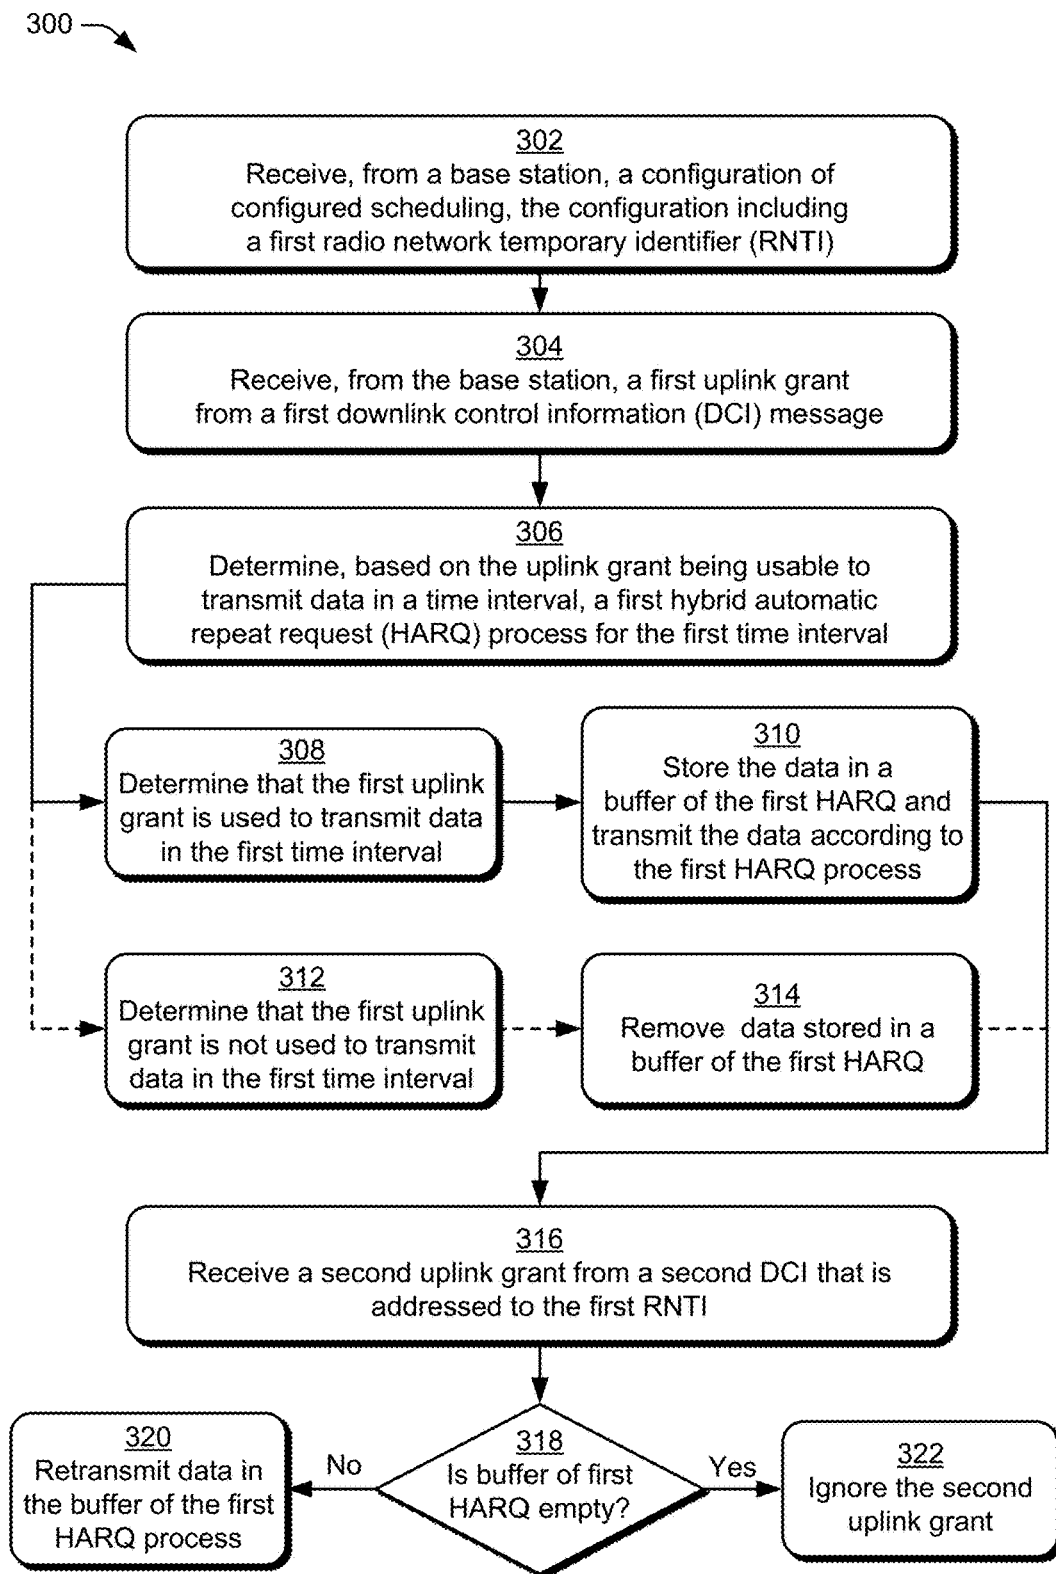 300
302
Receive, from a base station, a configuration of
configured scheduling, the configuration including
a first radio network temporary identifier (RNTI)
304
Receive, from the base station, a first uplink grant
from a first downlink control information (DCI) message
306
Determine, based on the uplink grant being usable to
transmit data in a time interval, a first hybrid automatic
repeat request (HARQ) process for the first time interval
308
Determine that the first uplink
grant is used to transmit data
in the first time interval
310
Store the data in a
buffer of the first HARQ and
transmit the data according to
the first HARQ process
312
Determine that the first uplink
grant is not used to transmit
data in the first time interval
314
Remove data stored in a
buffer of the first HARQ
316
Receive a second uplink grant from a second DCI that is
addressed to the first RNTI
318
Is buffer of first
HARQ empty?
No
320
Retransmit data in
the buffer of the first
HARQ process
Yes
322
Ignore the second
uplink grant